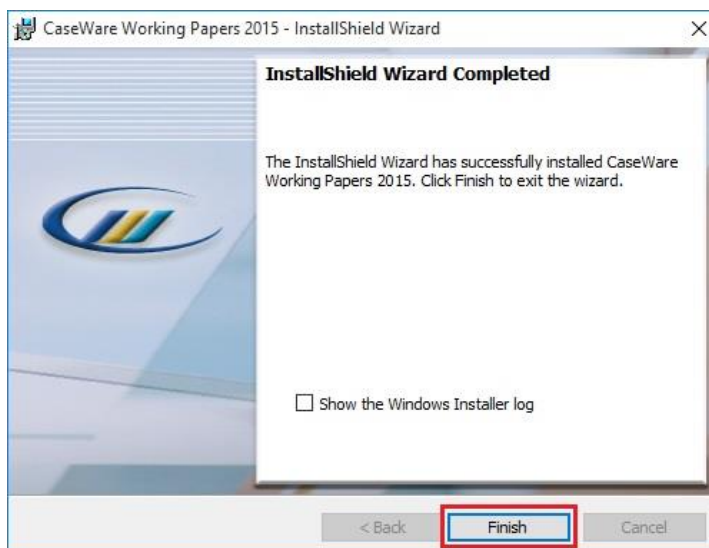 CaseWare Working Papers 2015 - InstallShield Wizard
InstallShield Wizard Completed
The InstallShield Wizard has successfully installed CaseWare
Working Papers 2015. Click Finish to exit the wizard.
Show the Windows Installer log
< Back
Finish
Cancel